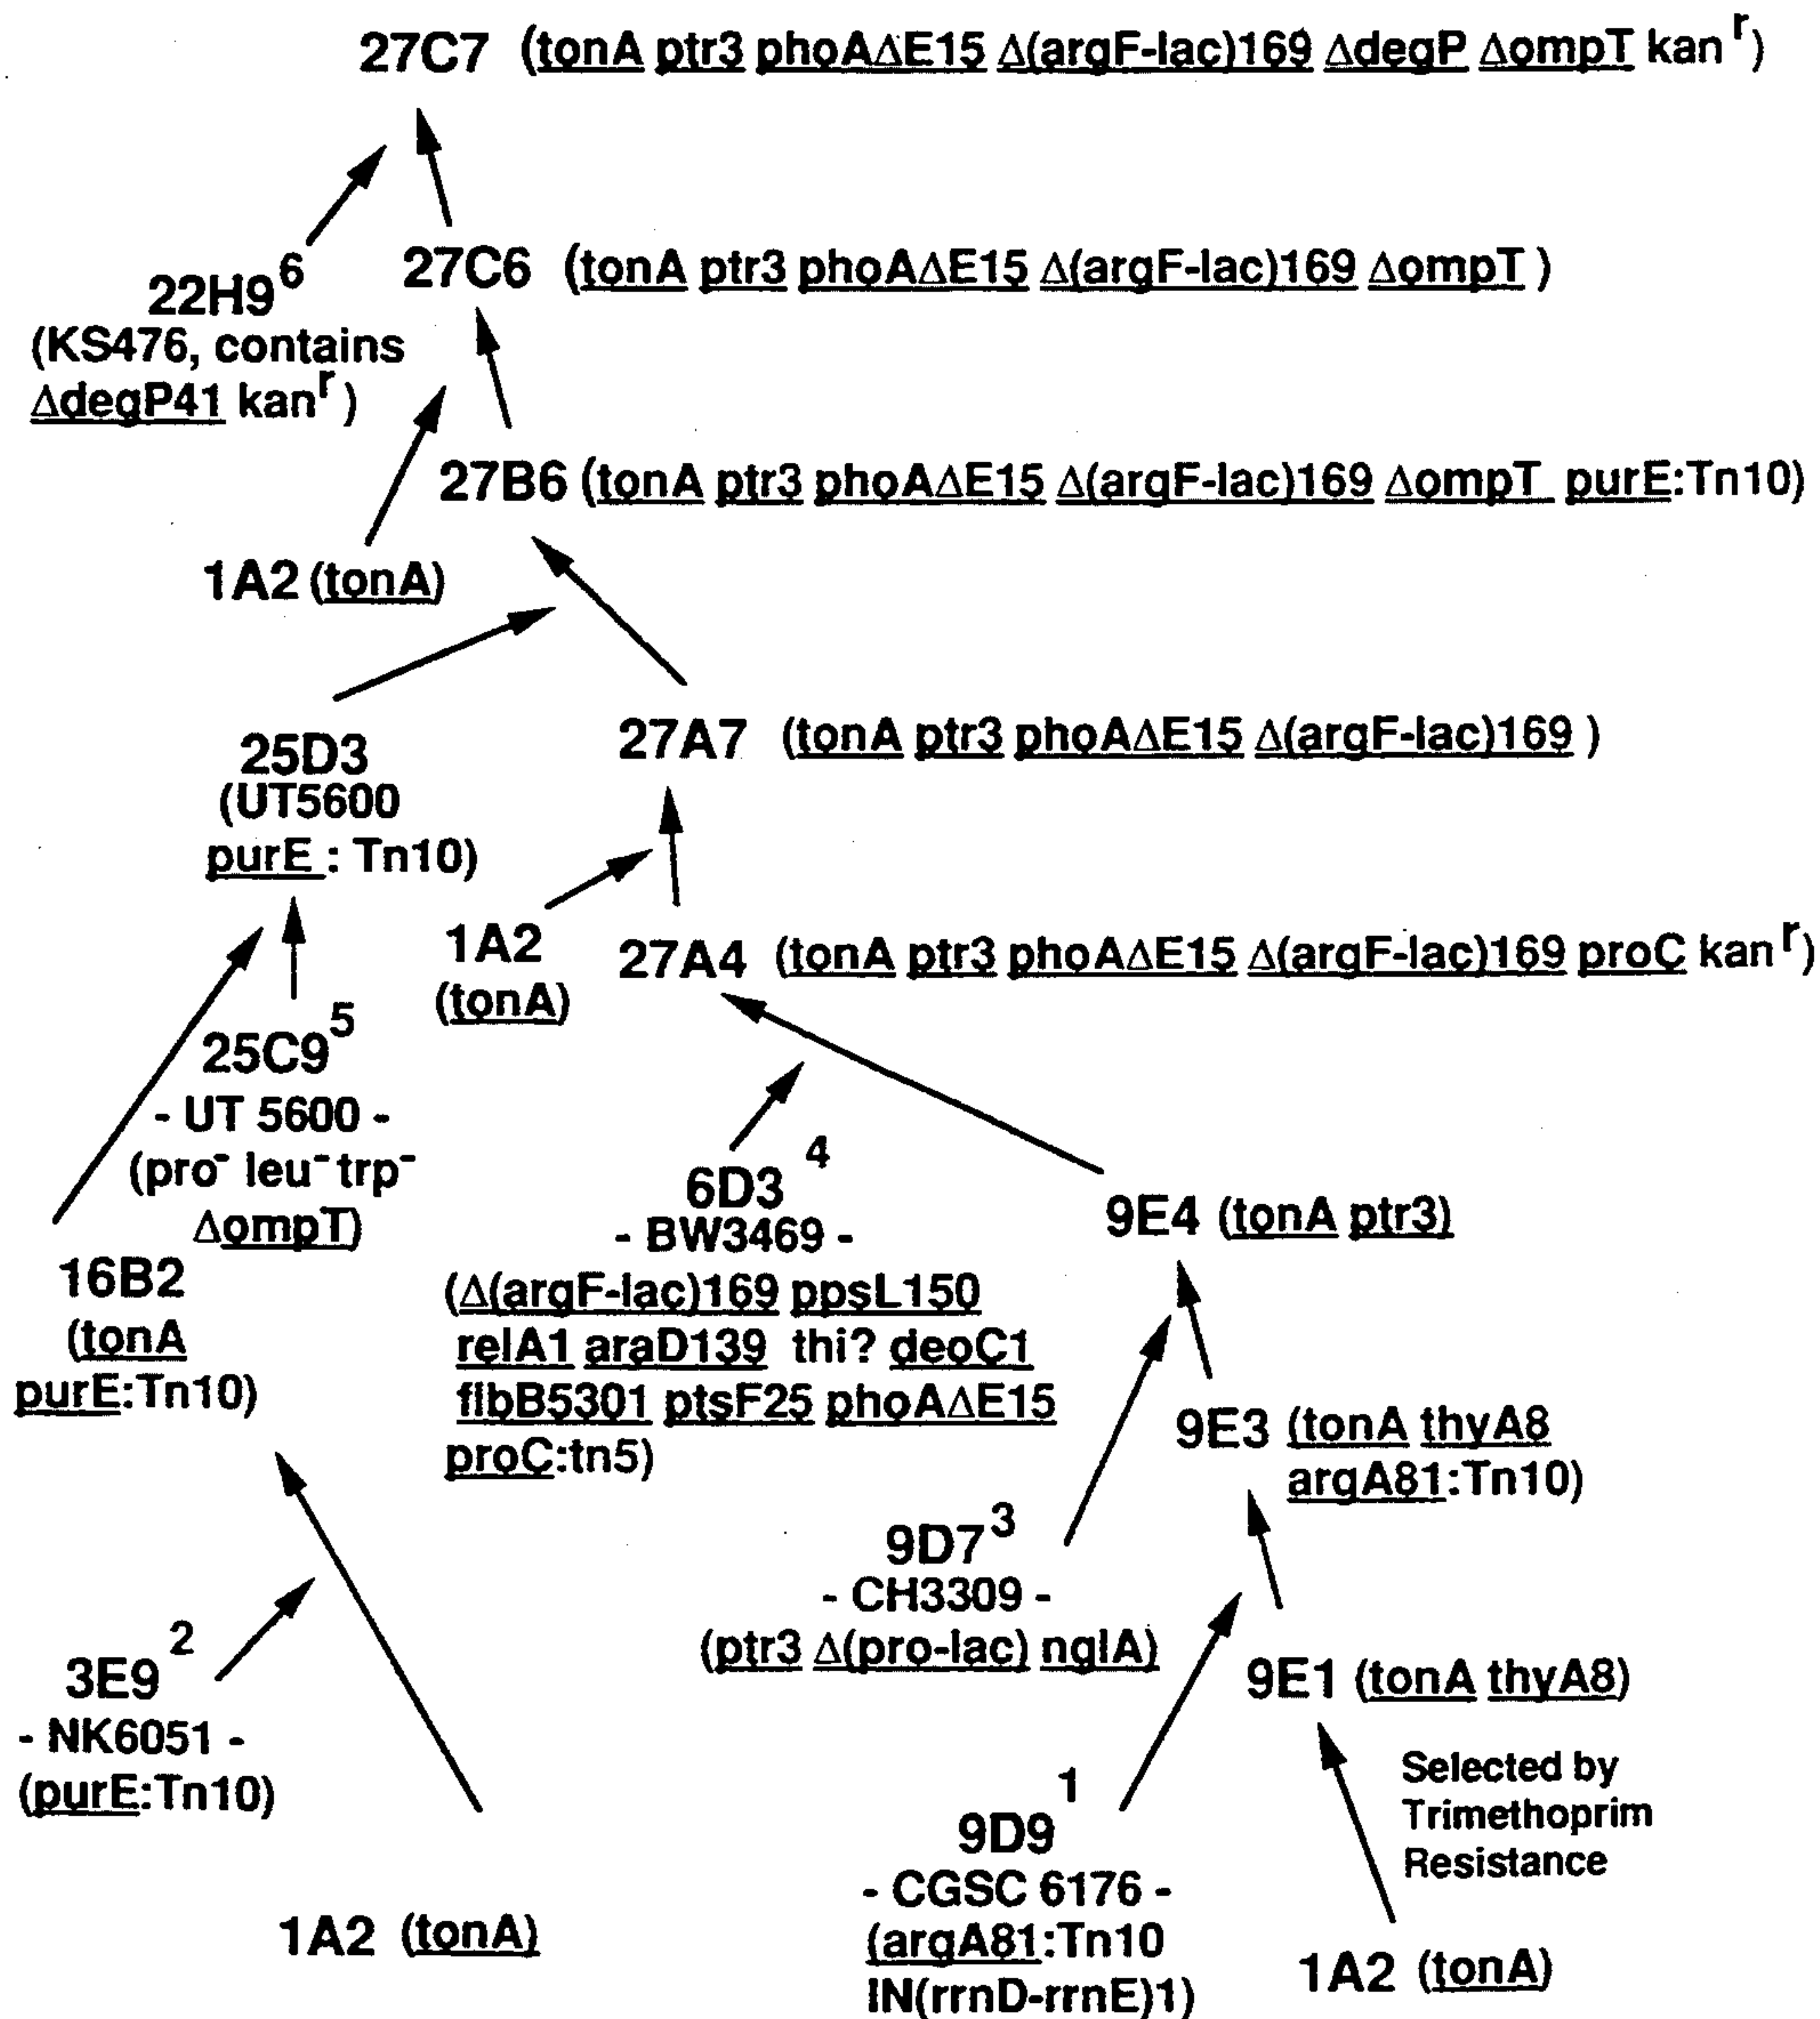 27C7 (tonA ptr3 phoAΔE15 Δ(argF-lac)169 ΔdegP ΔompT kanʳ)
22H9⁶
(KS476, contains
ΔdegP41 kanʳ)
27C6 (tonA ptr3 phoAΔE15 Δ(argF-lac)169 ΔompT )
27B6 (tonA ptr3 phoAΔE15 Δ(argF-lac)169 ΔompT purE:Tn10)
1A2 (tonA)
25D3
(UT5600
purE : Tn10)
27A7 (tonA ptr3 phoAΔE15 Δ(argF-lac)169 )
1A2
(tonA)
27A4 (tonA ptr3 phoAΔE15 Δ(argF-lac)169 proC kanʳ)
25C9⁵
- UT 5600 -
(pro⁻ leu⁻ trp⁻
ΔompT)
16B2
(tonA
purE:Tn10)
6D3⁴
- BW3469 -
(Δ(argF-lac)169 ppsL150
relA1 araD139 thi? deoC1
flbB5301 ptsF25 phoAΔE15
proC:tn5)
9E4 (tonA ptr3)
9E3 (tonA thyA8
argA81:Tn10)
9D7³
- CH3309 -
(ptr3 Δ(pro-lac) nglA)
3E9²
- NK6051 -
(purE:Tn10)
9E1 (tonA thyA8)
Selected by
Trimethoprim
Resistance
9D9¹
- CGSC 6176 -
(argA81:Tn10
IN(rrnD-rrnE)1)
1A2 (tonA)
1A2 (tonA)